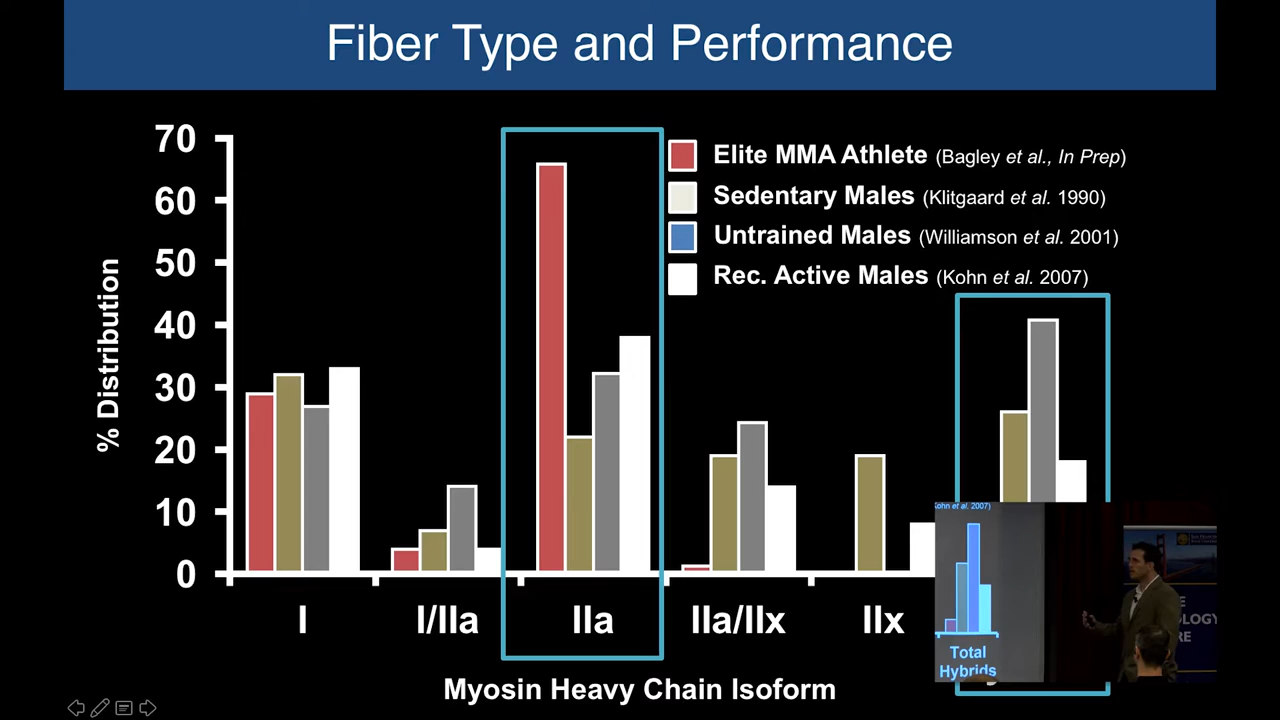 Fiber Type and Performance
70
60
50
40
30
20
10
0
% Distribution
Elite MMA Athlete (Bagley et al., In Prep)
Sedentary Males (Klitgaard et al. 1990)
Untrained Males (Williamson et al. 2001)
Rec. Active Males (Kohn et al. 2007)
I
I/IIa
IIa
IIa/IIx
IIx
Myosin Heavy Chain Isoform
Kohn et al. 2007)
Total
Hybrids